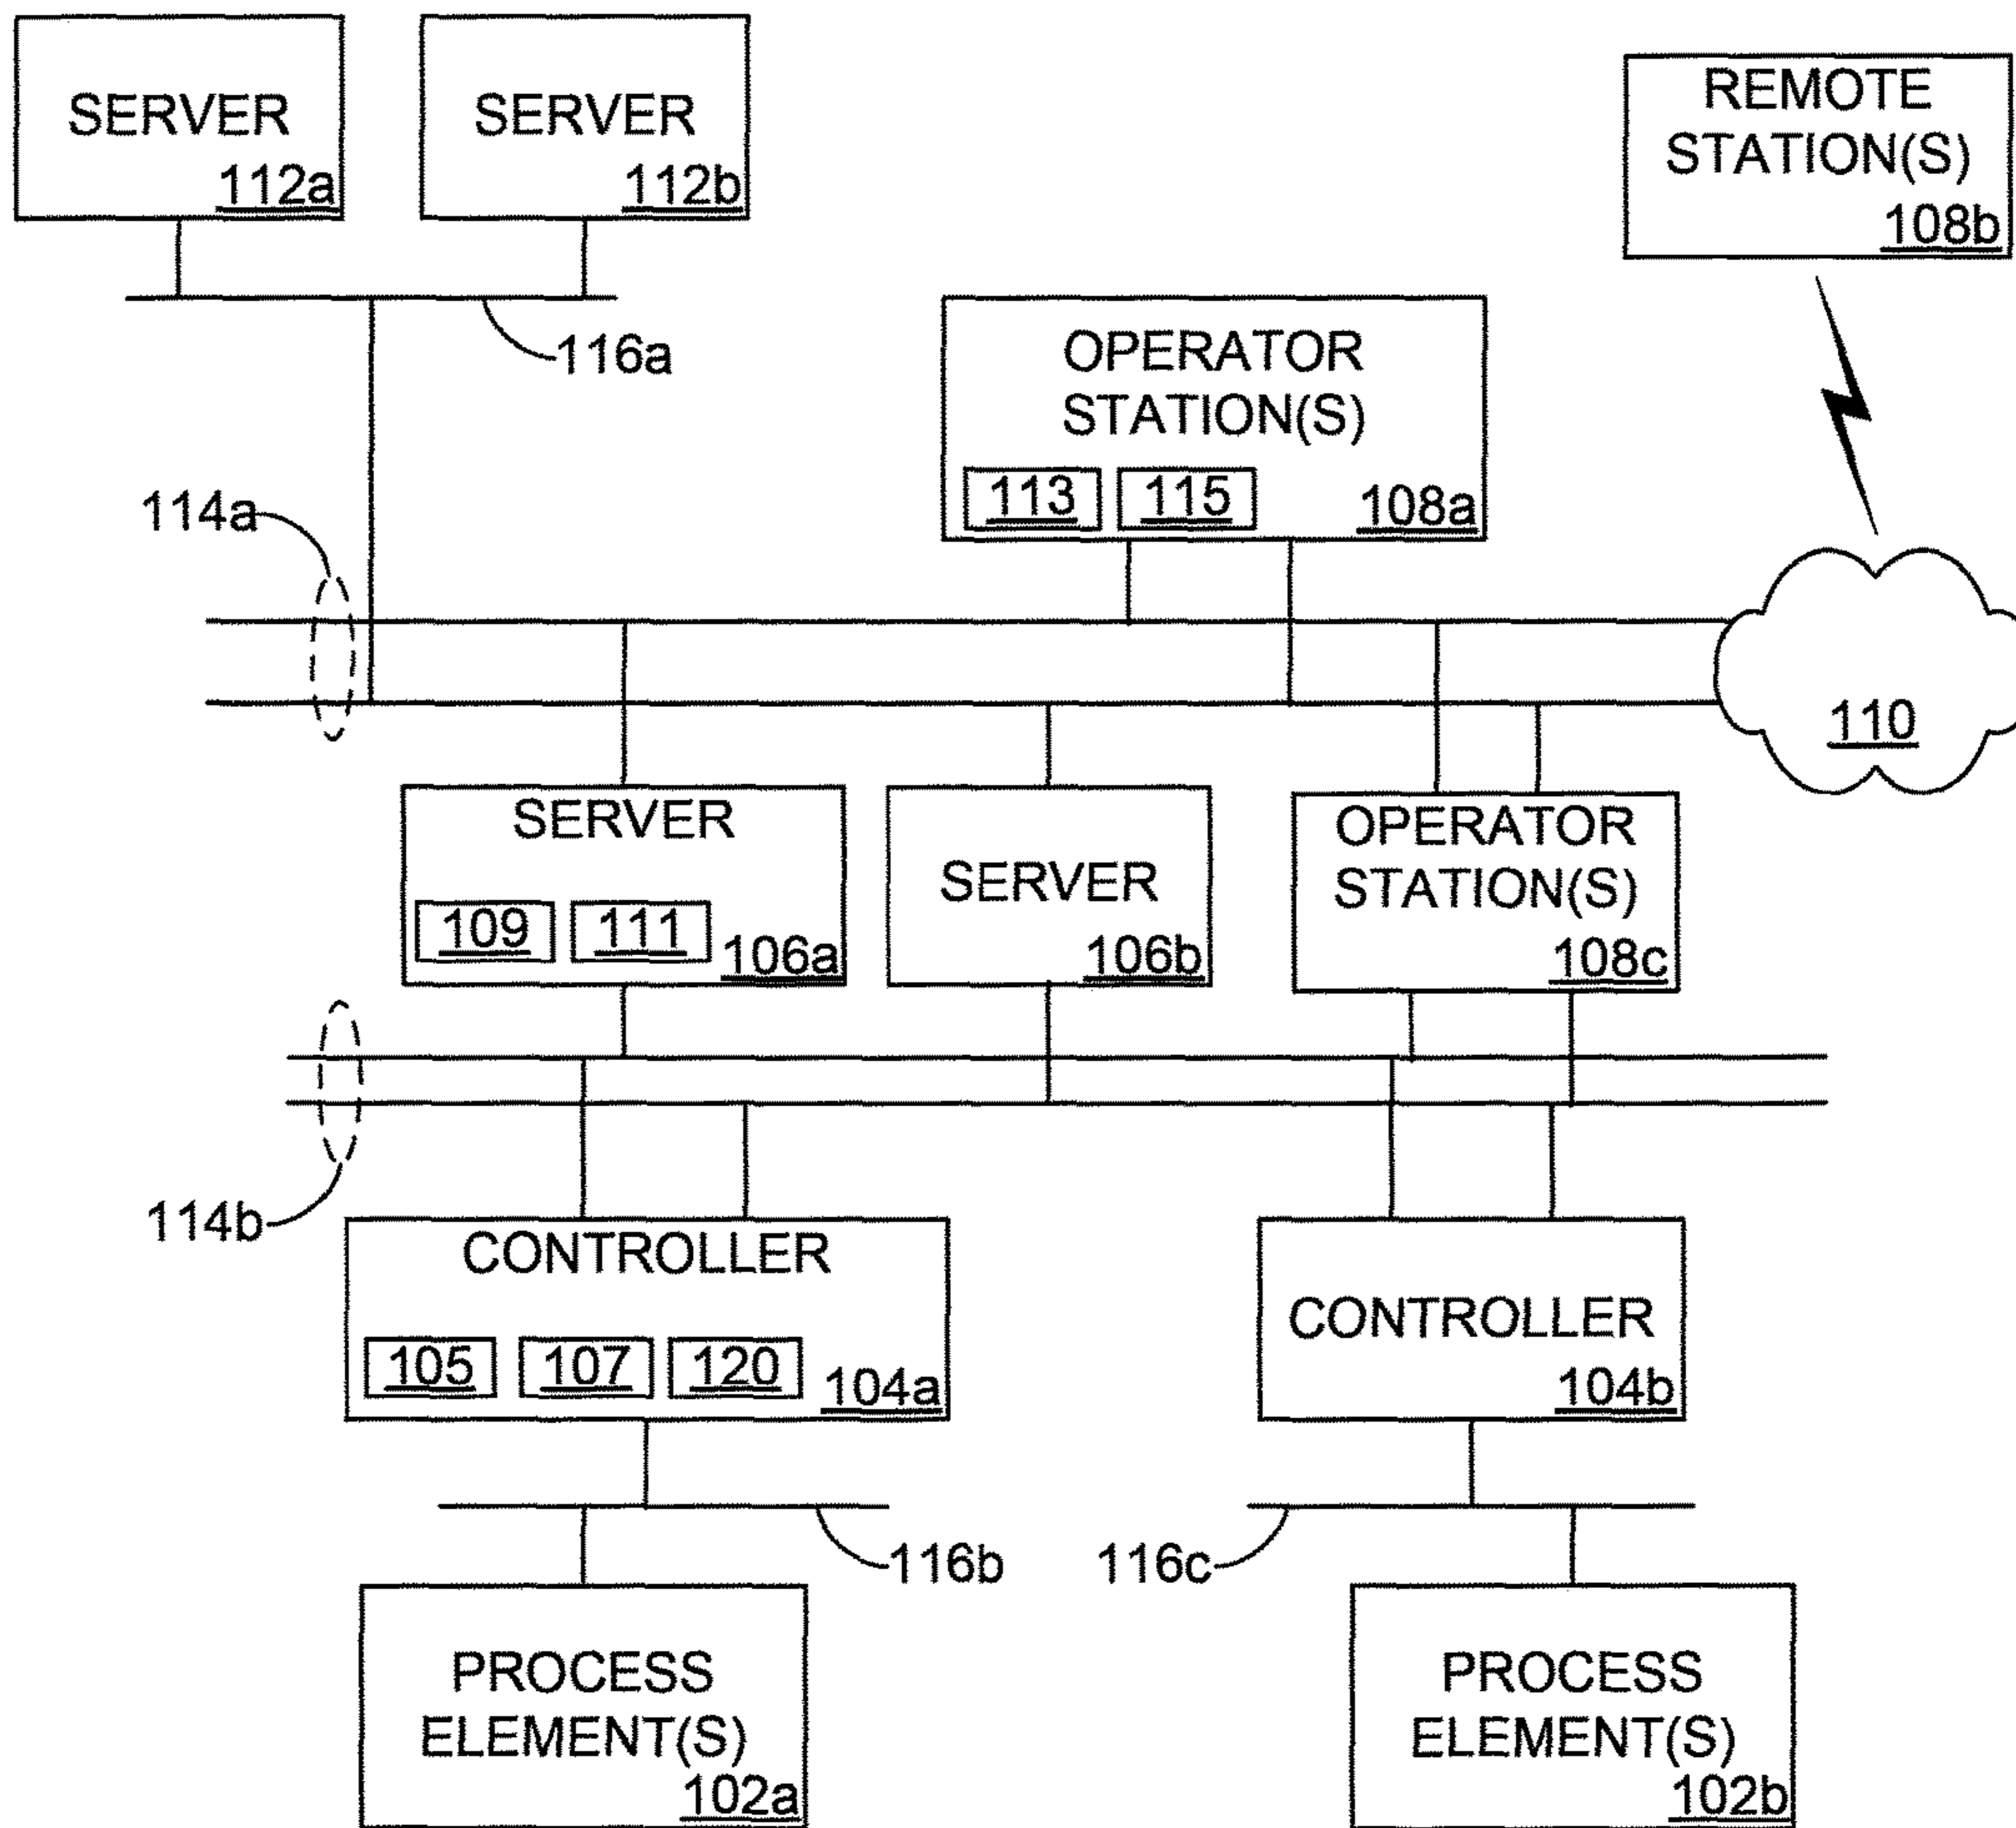 SERVER
112a
SERVER
112b
REMOTE
STATION(S)
108b
116a
OPERATOR
STATION(S)
113
115
108a
114a
110
SERVER
109
111
106a
SERVER
106b
OPERATOR
STATION(S)
108c
114b
CONTROLLER
105
107
120
104a
CONTROLLER
104b
116b
116c
PROCESS
ELEMENT(S)
102a
PROCESS
ELEMENT(S)
102b